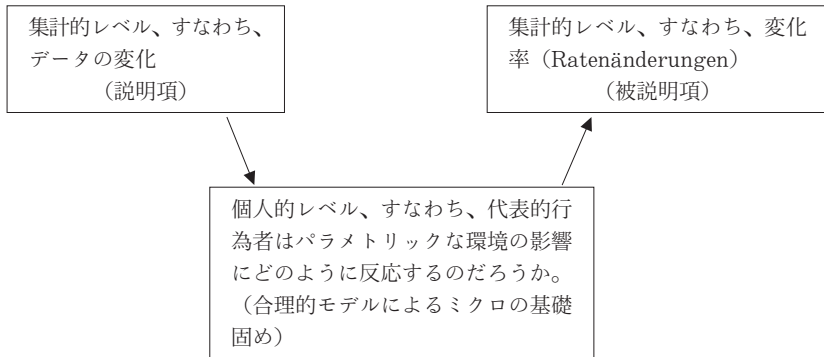 集計的レベル、すなわち、
データの変化
（説明項）
集計的レベル、すなわち、変化
率（Ratenänderungen）
（被説明項）
個人的レベル、すなわち、代表的行
為者はパラメトリックな環境の影響
にどのように反応するのだろうか。
（合理的モデルによるミクロの基礎
固め）